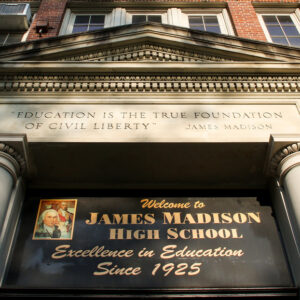 "EDUCATION IS THE TRUE FOUNDATION
OF CIVIL LIBERTY" JAMES MADISON
Welcome to
JAMES MADISON
HIGH SCHOOL
Excellence in Education
Since 1925